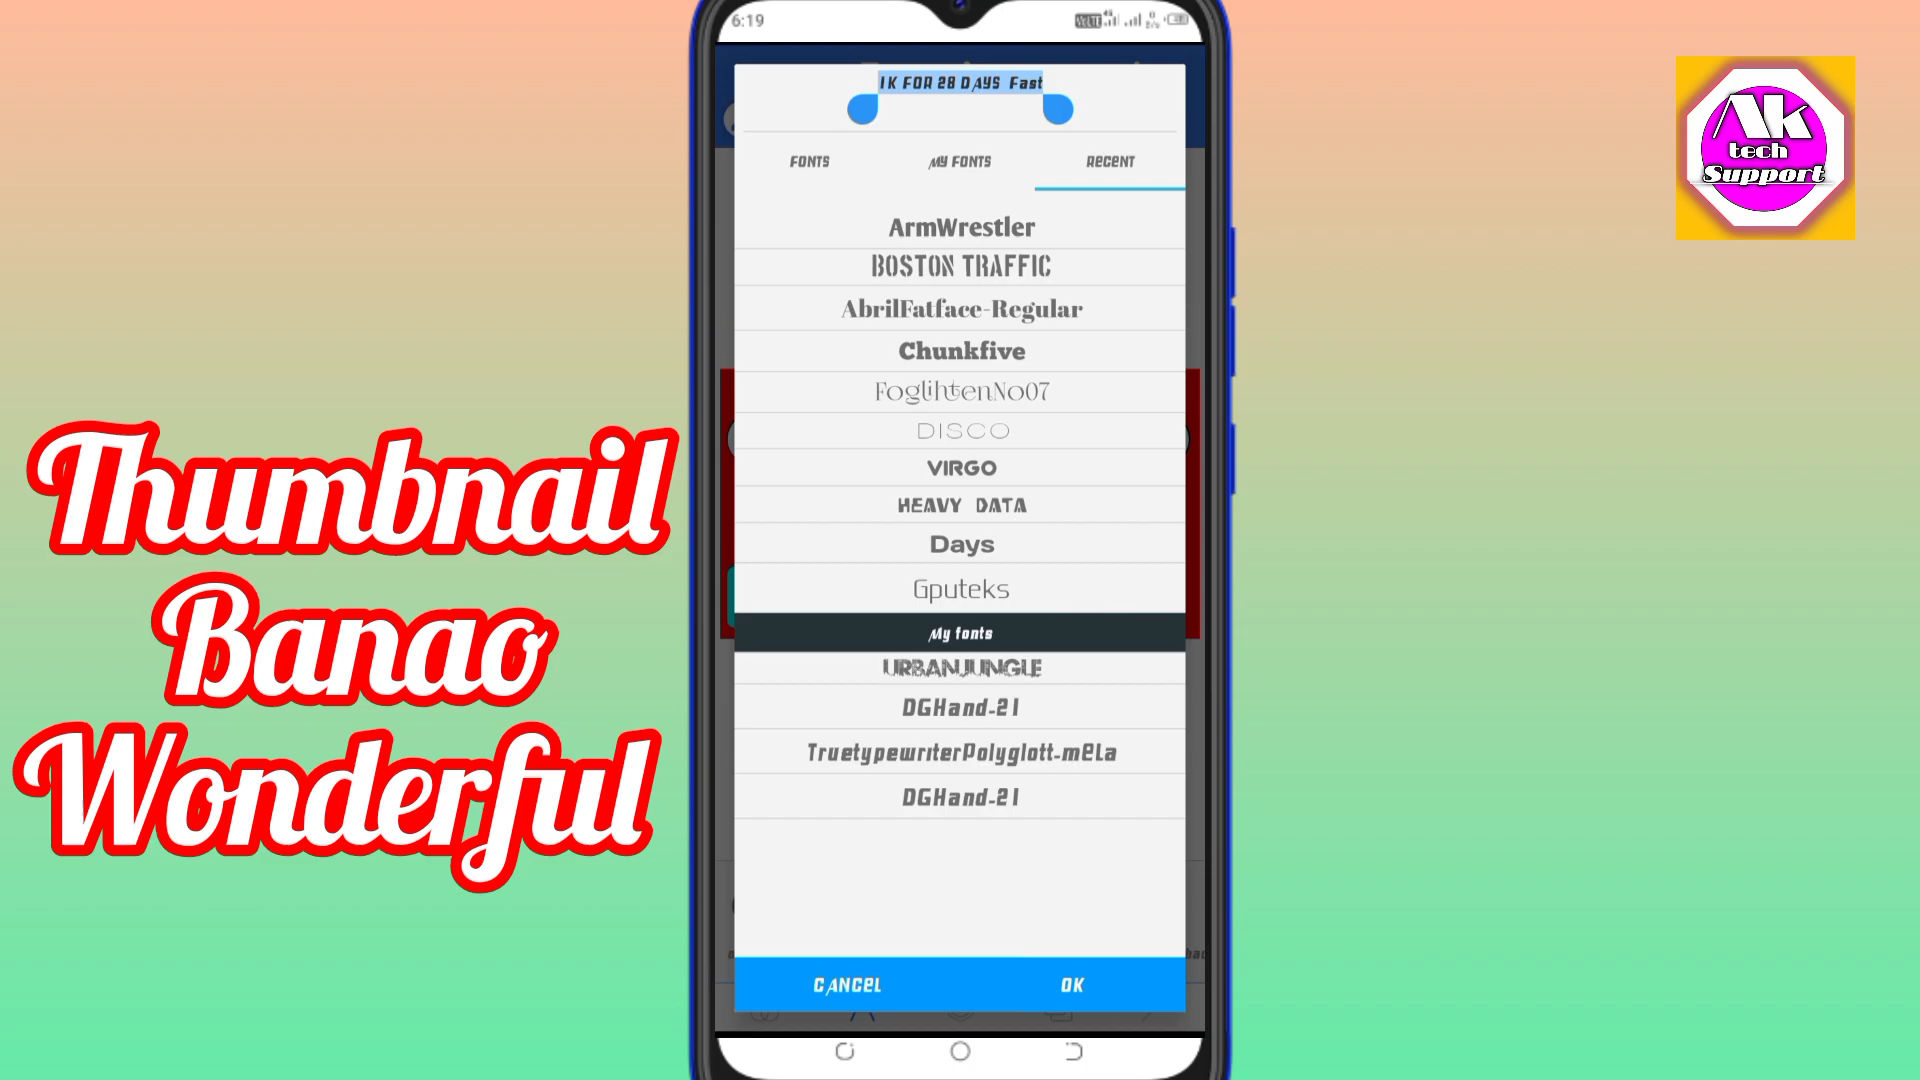 6:19
1K FOR 28 DAYS Fast
FONTS
MY FONTS
RECENT
ArmWrestler
BOSTON TRAFFIC
AbrilFatface-Regular
Chunkfive
FoglihtenNo07
DISCO
VIRGO
HEAVY DATA
Days
Gputeks
My fonts
URBANJUNGLE
DGHand-21
TruetypewriterPolyglott-mELa
DGHand-21
CANCEL
OK
Thumbnail
Banao
Wonderful
Ak
tech
Support